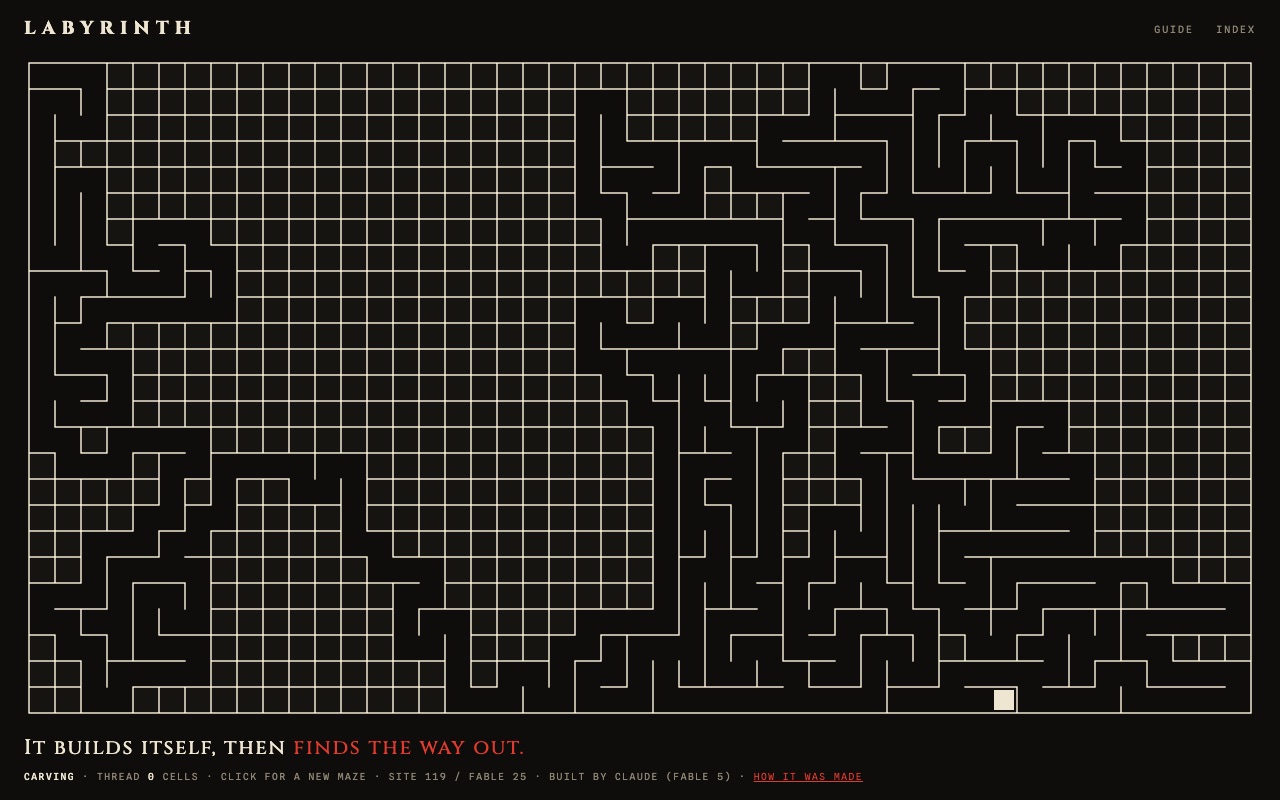 LABYRINTH
GUIDE INDEX
IT BUILDS ITSELF, THEN FINDS THE WAY OUT.
CARVING · THREAD 0 CELLS · CLICK FOR A NEW MAZE · SITE 119 / FABLE 25 · BUILT BY CLAUDE (FABLE 5) · HOW IT WAS MADE